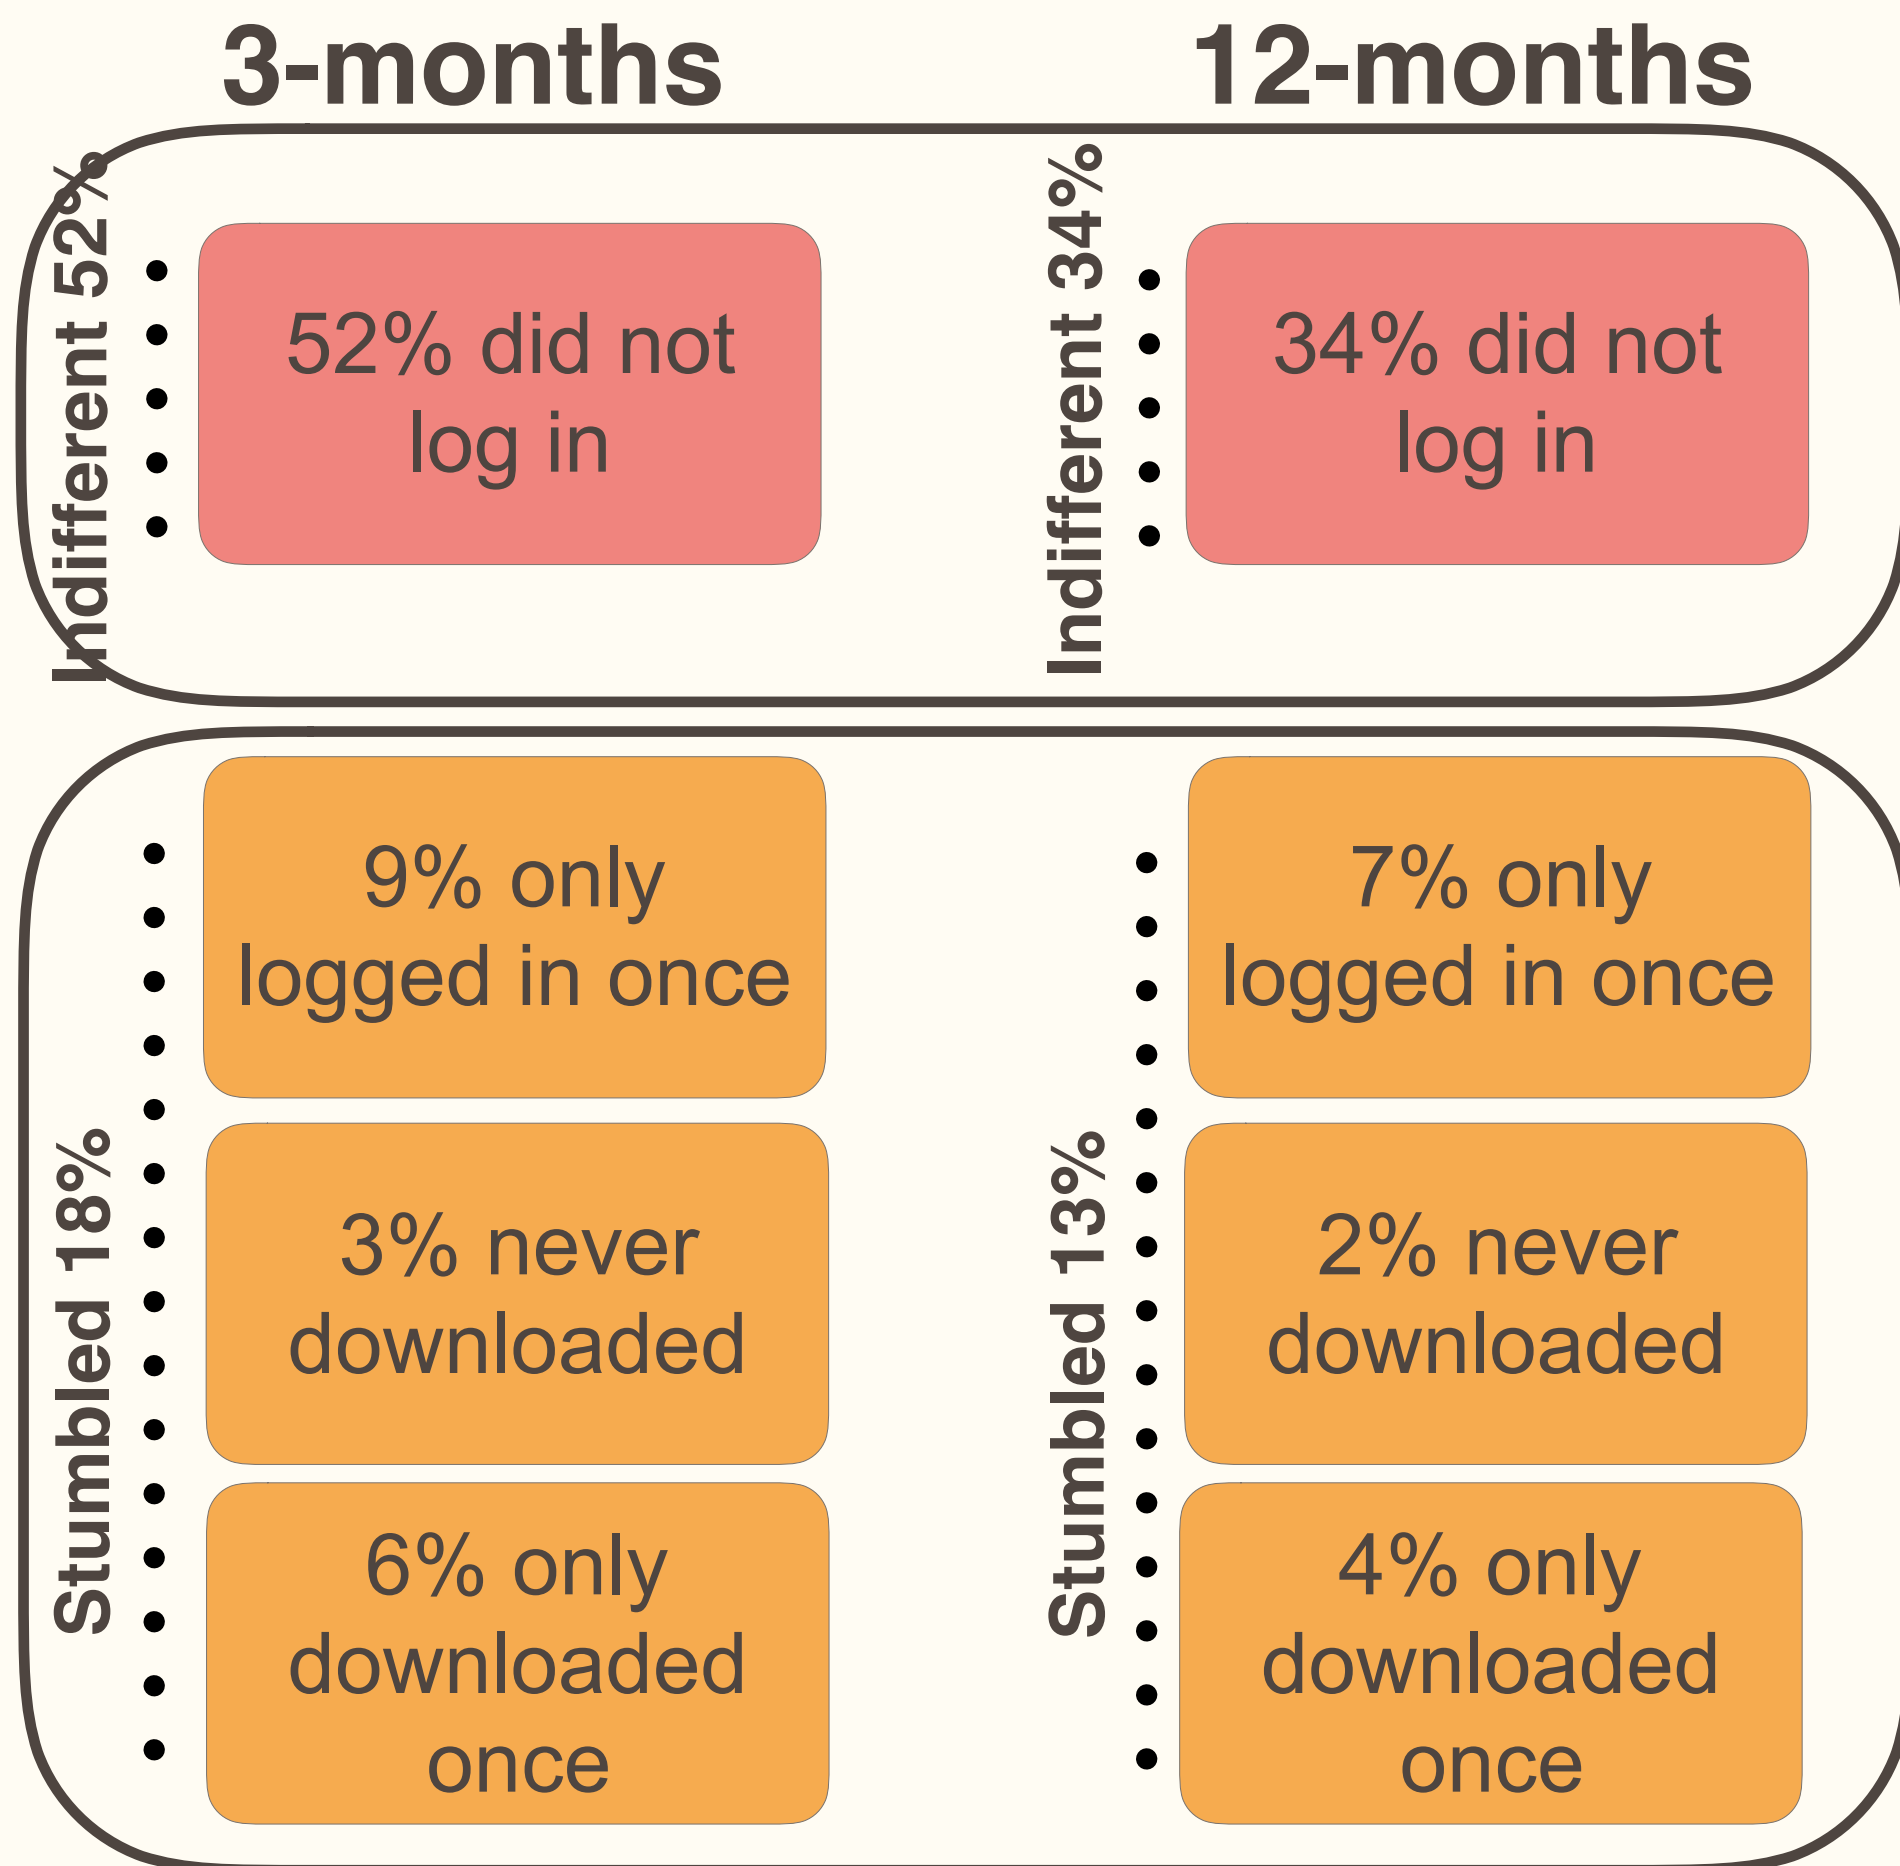 3-months
12-months
Indifferent 52%
52% did not
log in
Indifferent 34%
34% did not
log in
Stumbled 18%
9% only
logged in once
3% never
downloaded
6% only
downloaded
once
Stumbled 13%
7% only
logged in once
2% never
downloaded
4% only
downloaded
once